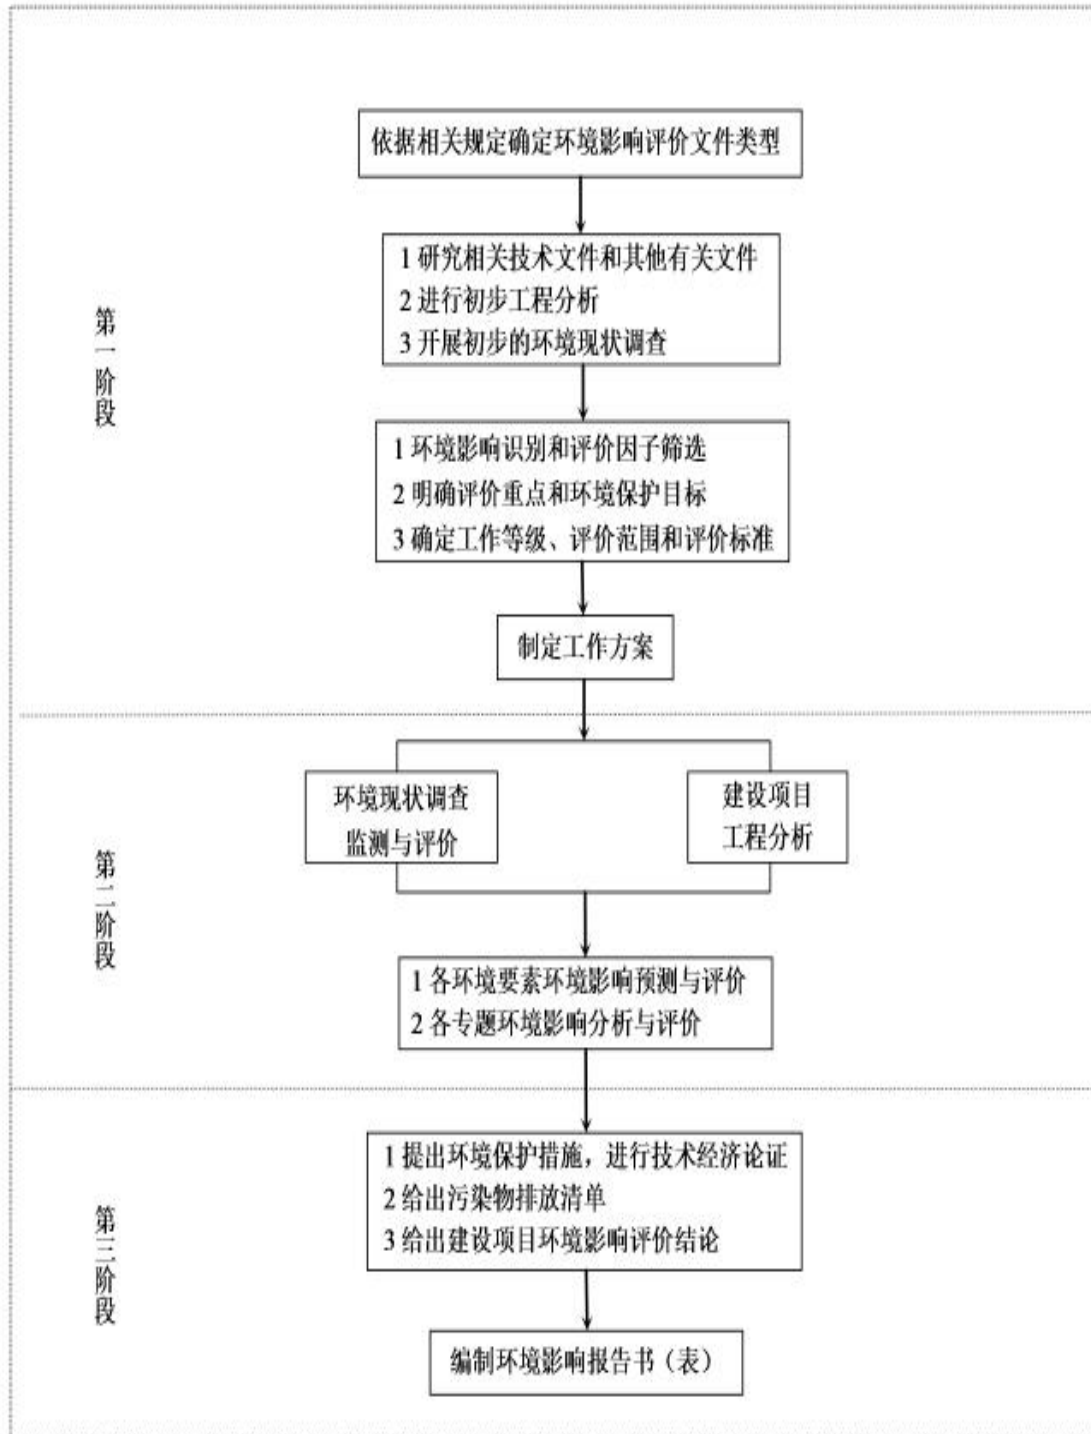 依据相关规定确定环境影响评价文件类型
1 研究相关技术文件和其他有关文件
2 进行初步工程分析
3 开展初步的环境现状调查
第一阶段
1 环境影响识别和评价因子筛选
2 明确评价重点和环境保护目标
3 确定工作等级、评价范围和评价标准
制定工作方案
环境现状调查
监测与评价
建设项目
工程分析
第二阶段
1 各环境要素环境影响预测与评价
2 各专题环境影响分析与评价
1 提出环境保护措施，进行技术经济论证
2 给出污染物排放清单
3 给出建设项目环境影响评价结论
第三阶段
编制环境影响报告书（表）